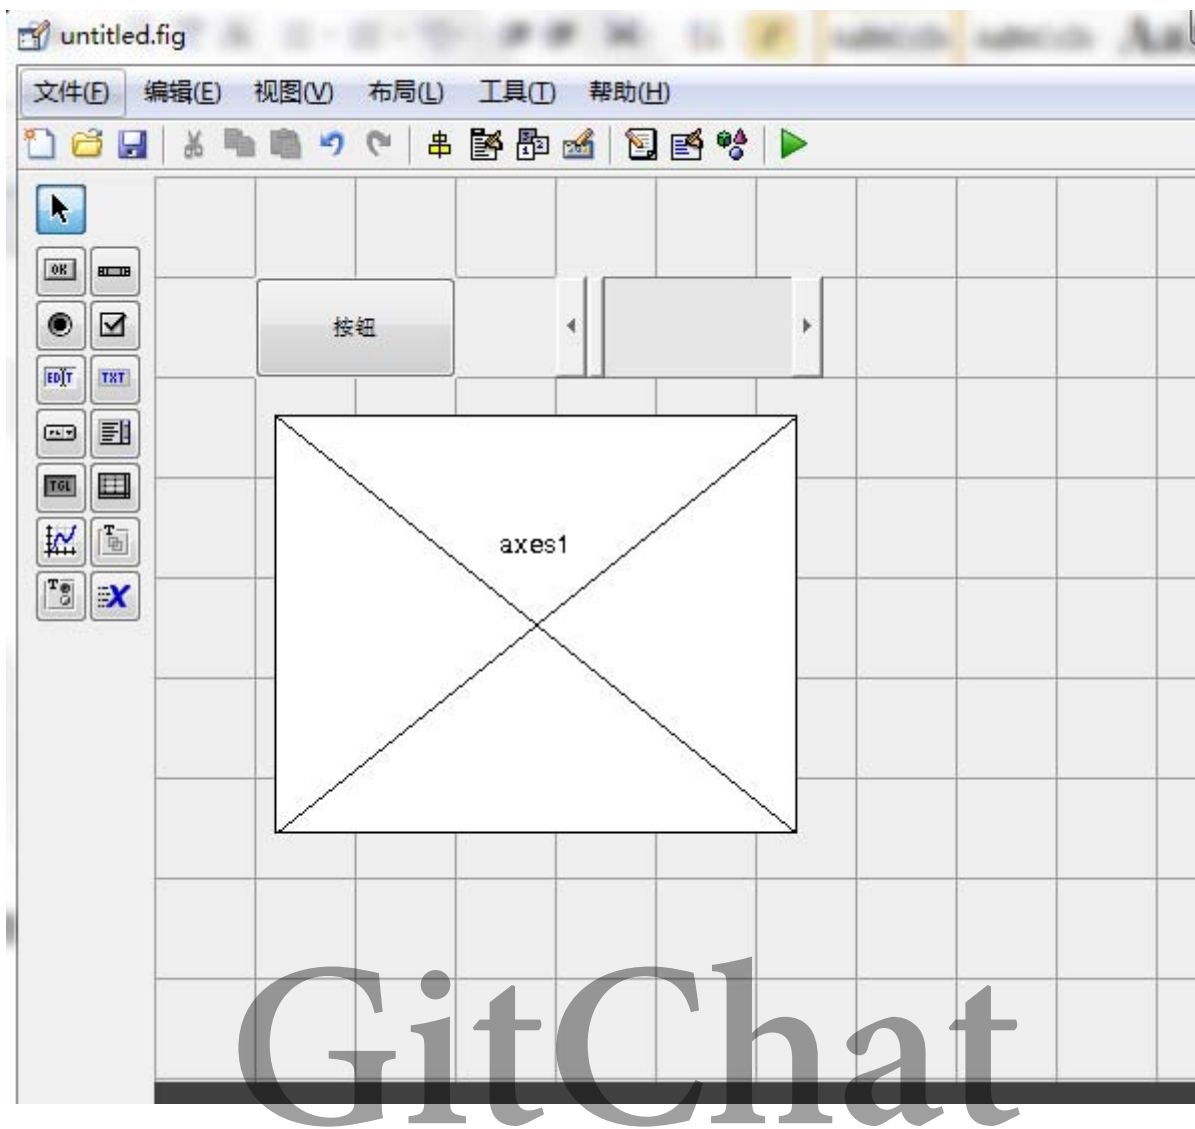 untitled.fig
文件(F) 编辑(E) 视图(V) 布局(L) 工具(T) 帮助(H)
OK
EDIT TXT
TGL
按钮
axes1
GitChat